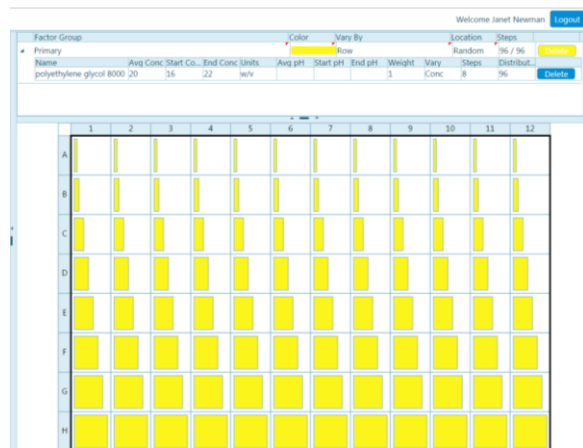 Welcome Janet Newman Logout
Factor Group Color Vary By Location Steps
Primary Row Random 96 / 96 Delete
Name Avg Conc Start Co... End Conc Units Avg pH Start pH End pH Weight Vary Steps Distribut...
polyethylene glycol 8000 20 16 22 w/v 1 Conc 8 96 Delete
1 2 3 4 5 6 7 8 9 10 11 12
A
B
C
D
E
F
G
H